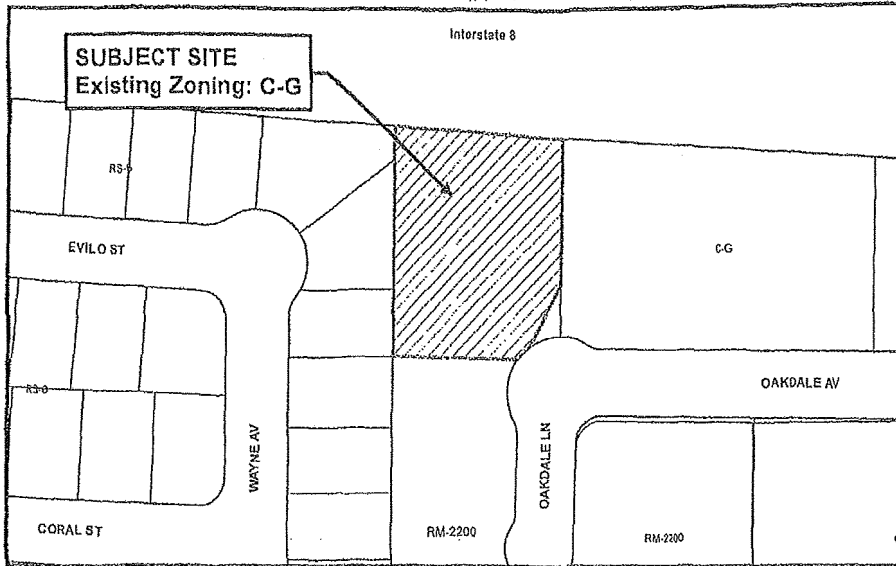 Interstate 8
SUBJECT SITE
Existing Zoning: C-G
EVILO ST
C-G
OAKDALE AV
WAYNE AV
OAKDALE LN
CORAL ST
RM-2200
RM-2200